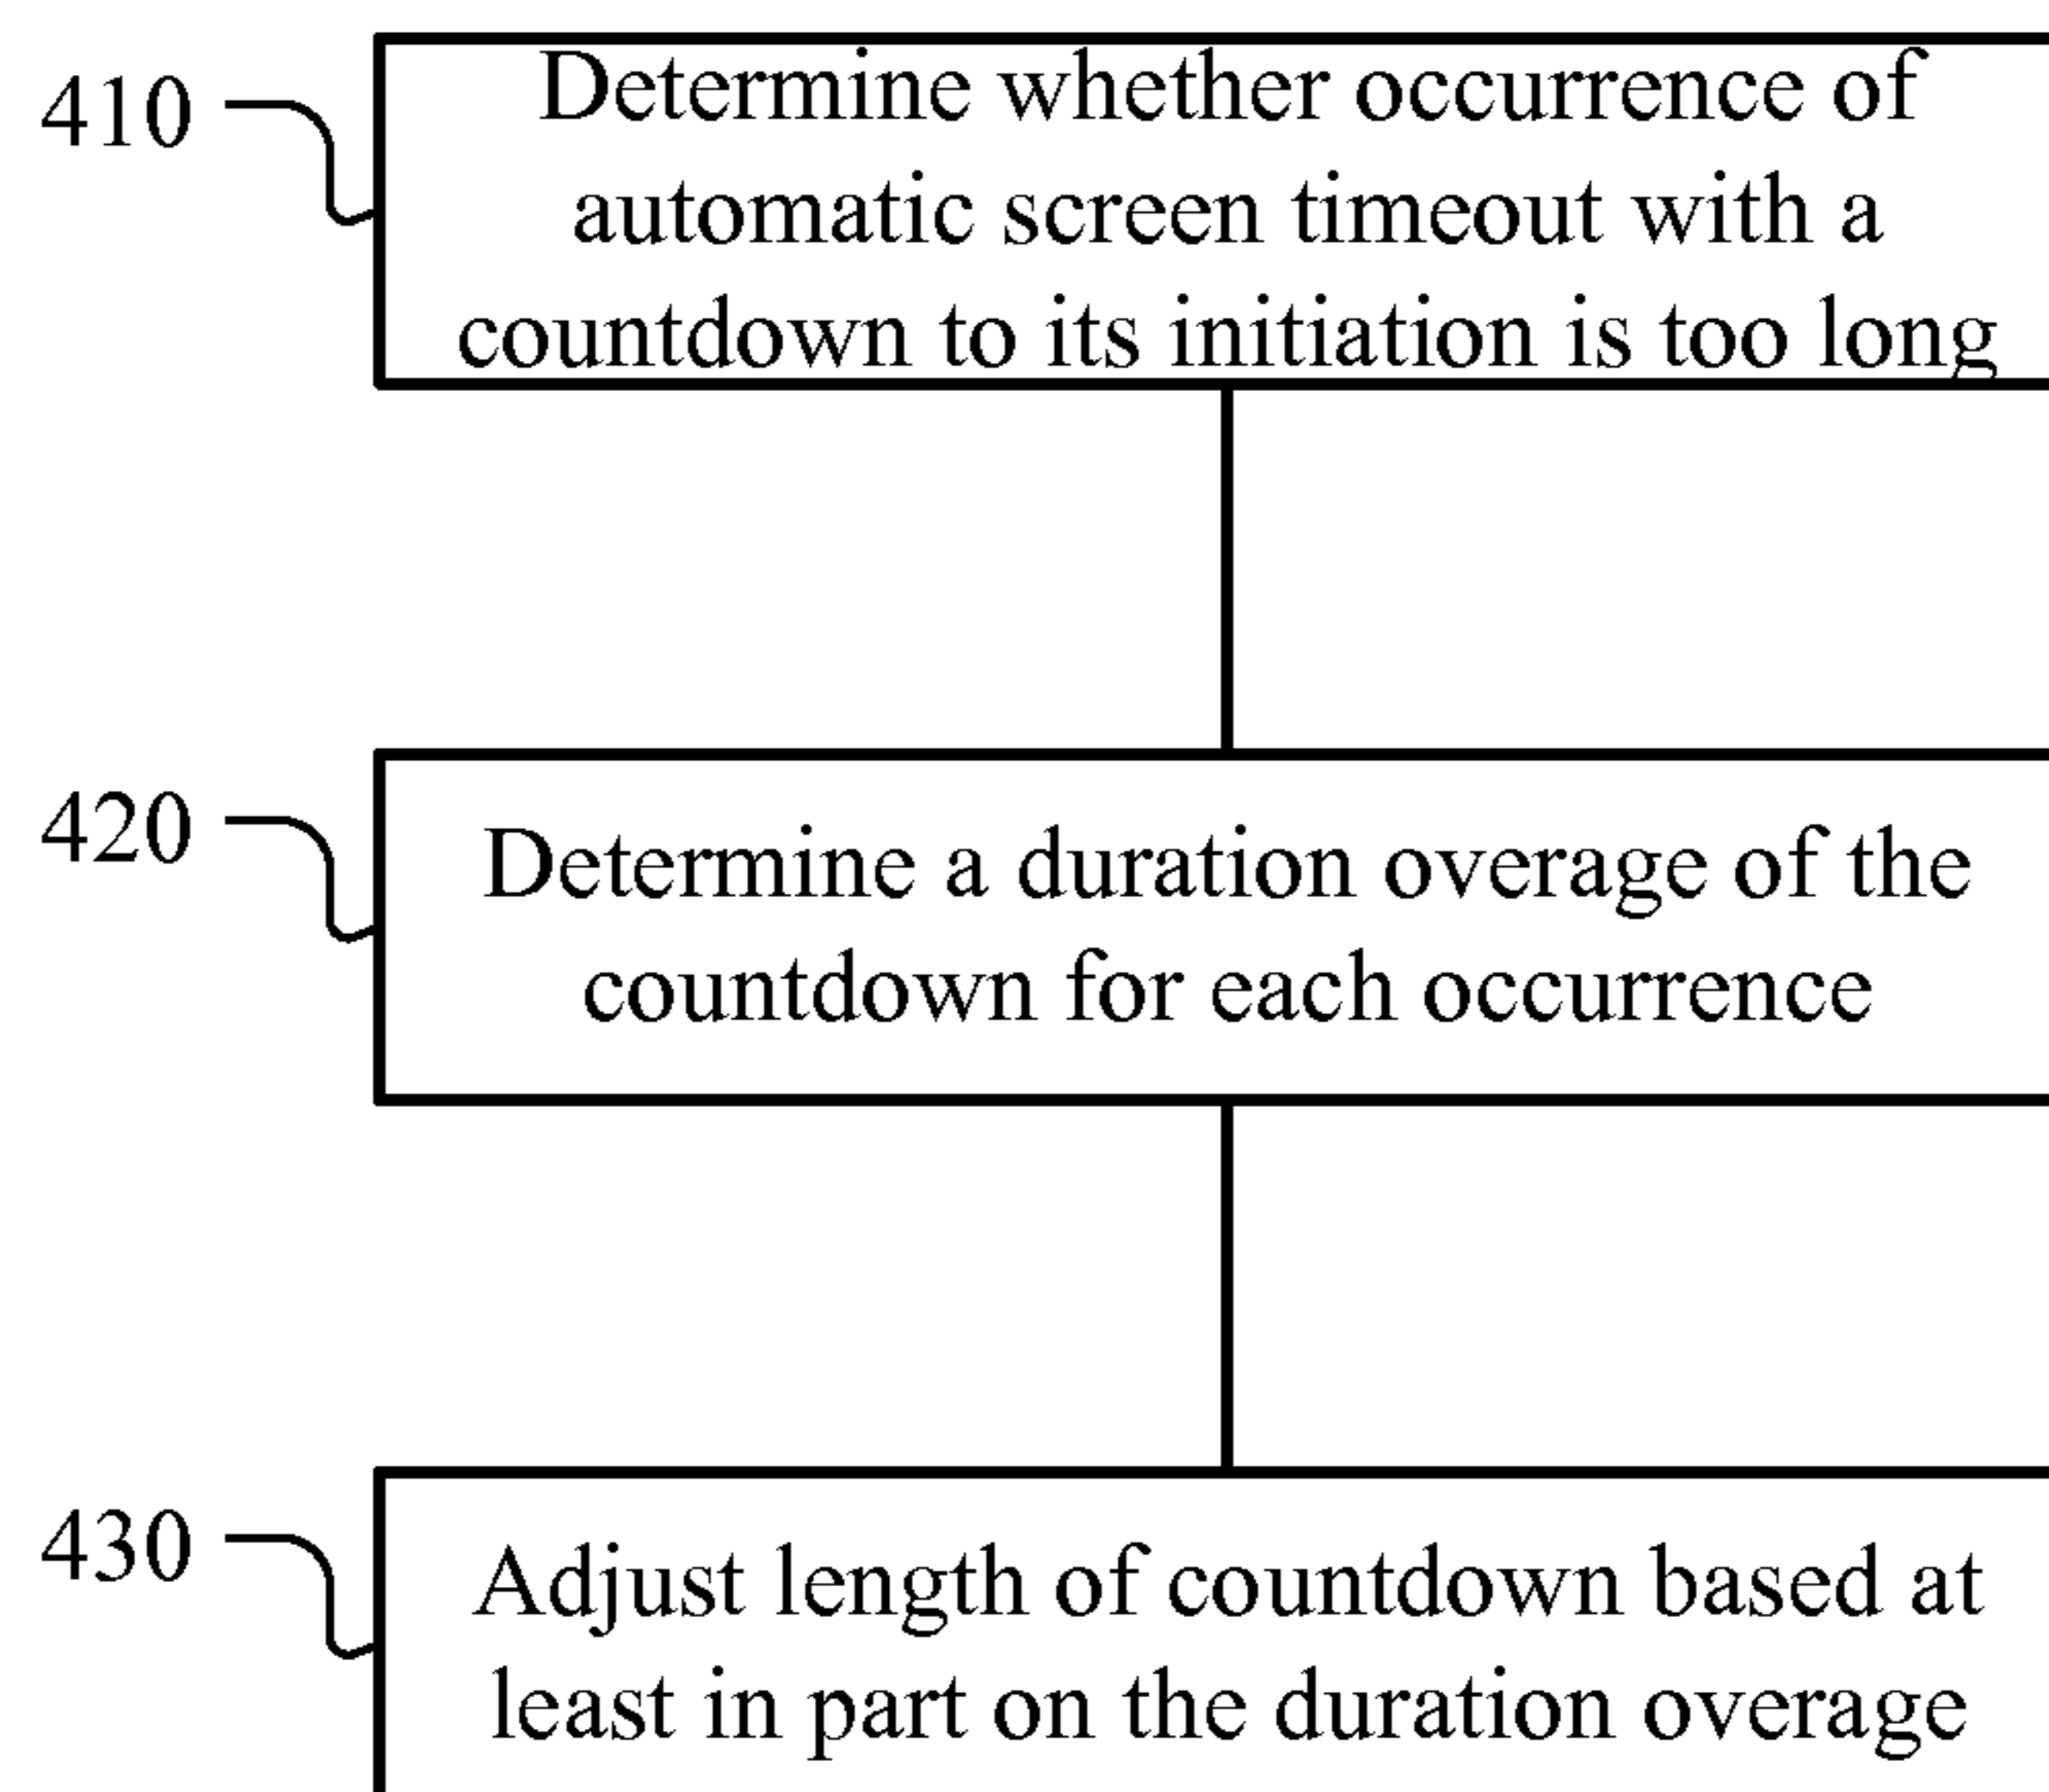 410
Determine whether occurrence of
automatic screen timeout with a
countdown to its initiation is too long
420
Determine a duration overage of the
countdown for each occurrence
430
Adjust length of countdown based at
least in part on the duration overage